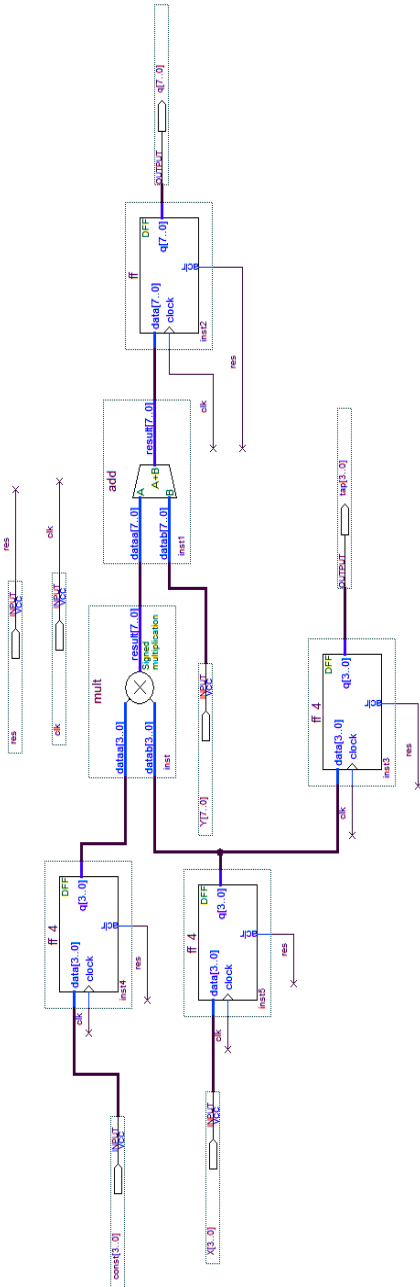 res
INPUT
VCC
res
clk
INPUT
VCC
clk
const[3..0]
INPUT
VCC
ff_4
DFF
data[3..0]
q[3..0]
clk
clock
aclr
res
inst4
mult
Signed
multiplication
dataa[3..0]
result[7..0]
datab[3..0]
inst
add
dataa[7..0]
A
A+B
result[7..0]
datab[7..0]
B
inst1
ff
DFF
data[7..0]
q[7..0]
clock
aclr
inst2
clk
res
OUTPUT
q[7..0]
X[3..0]
INPUT
VCC
ff_4
DFF
data[3..0]
q[3..0]
clk
clock
aclr
res
inst5
Y[7..0]
INPUT
VCC
ff_4
DFF
data[3..0]
q[3..0]
clk
clock
aclr
res
inst3
OUTPUT
tap[3..0]